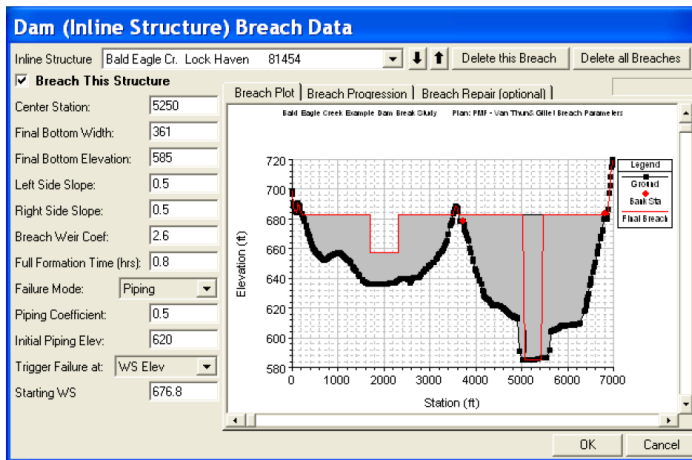 Dam (Inline Structure) Breach Data
Inline Structure Bald Eagle Cr. Lock Haven 81454 Delete this Breach Delete all Breaches
Breach This Structure
Breach Plot Breach Progression Breach Repair (optional)
Center Station: 5250
Final Bottom Width: 361
Final Bottom Elevation: 585
Left Side Slope: 0.5
Right Side Slope: 0.5
Breach Weir Coef: 2.6
Full Formation Time (hrs): 0.8
Failure Mode: Piping
Piping Coefficient: 0.5
Initial Piping Elev: 620
Trigger Failure at: WS Elev
Starting WS 676.8
Bald Eagle Creek Example Dam Break Study Plan: PMF - Van Thun& Gillet Breach Parameters
Elevation (ft)
720
700
680
660
640
620
600
580
0 1000 2000 3000 4000 5000 6000 7000
Station (ft)
Legend
Ground
Bank Sta
Final Breach
OK Cancel